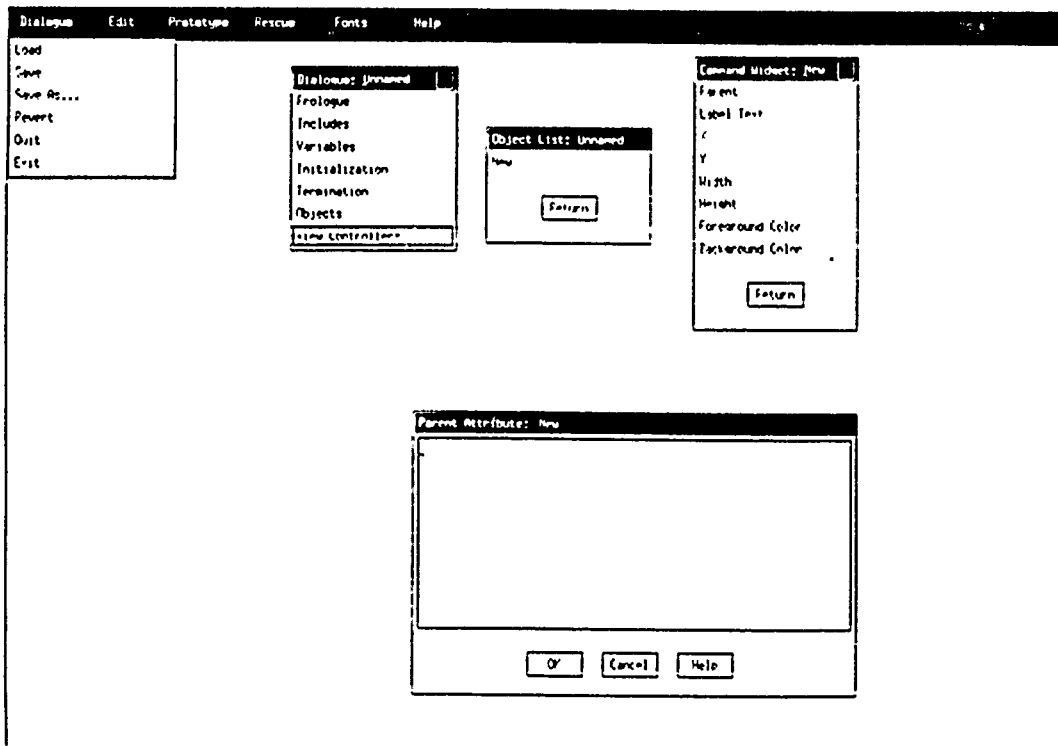 Dialogue Edit Prototype Rescue Fonts Help
Load
Save
Save As...
Revert
Quit
Exit
Dialogue: Unnamed
Prologue
Includes
Variables
Initialization
Termination
Objects
View Controllers
Object List: Unnamed
New
Return
Command Widget: New
Parent
Label Text
Y
Width
Height
Foreground Color
Background Color
Return
Parent Attribute: New
OK Cancel Help